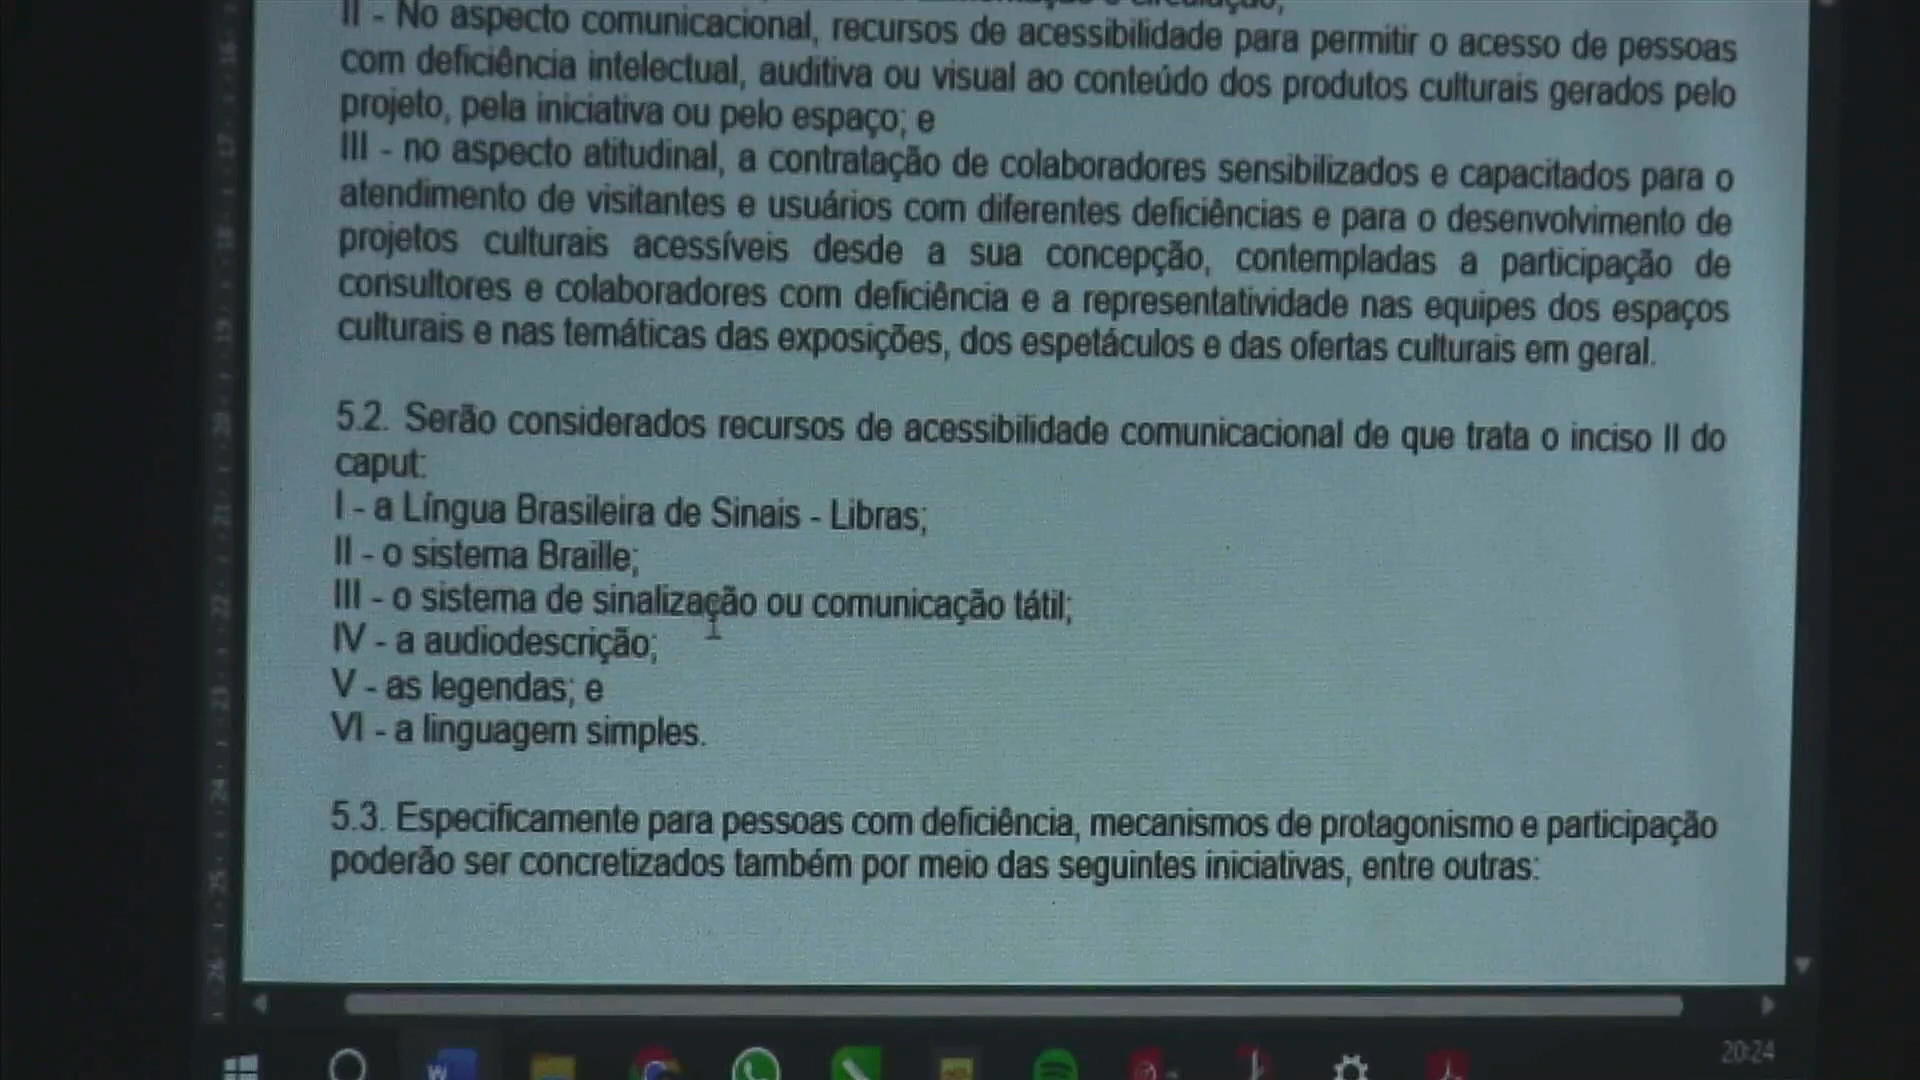 II - No aspecto comunicacional, recursos de acessibilidade para permitir o acesso de pessoas
com deficiência intelectual, auditiva ou visual ao conteúdo dos produtos culturais gerados pelo
projeto, pela iniciativa ou pelo espaço; e
III - no aspecto atitudinal, a contratação de colaboradores sensibilizados e capacitados para o
atendimento de visitantes e usuários com diferentes deficiências e para o desenvolvimento de
projetos culturais acessíveis desde a sua concepção, contempladas a participação de
consultores e colaboradores com deficiência e a representatividade nas equipes dos espaços
culturais e nas temáticas das exposições, dos espetáculos e das ofertas culturais em geral.
5.2. Serão considerados recursos de acessibilidade comunicacional de que trata o inciso II do
caput:
I - a Língua Brasileira de Sinais - Libras;
II - o sistema Braille;
III - o sistema de sinalização ou comunicação tátil;
IV - a audiodescrição;
V - as legendas; e
VI - a linguagem simples.
5.3. Especificamente para pessoas com deficiência, mecanismos de protagonismo e participação
poderão ser concretizados também por meio das seguintes iniciativas, entre outras:
20:24